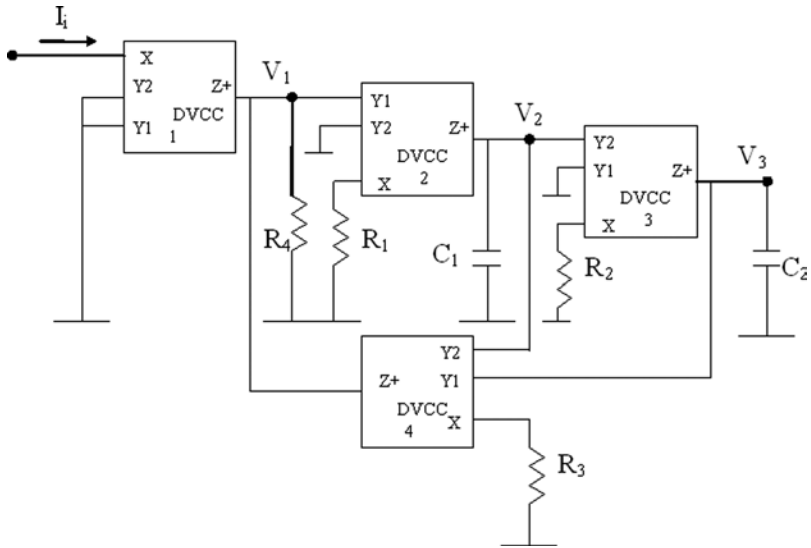 Ii
X
Y2
Y1
Z+
DVCC
1
V1
Y1
Y2
X
Z+
DVCC
2
V2
Y2
Y1
X
Z+
DVCC
3
V3
R4
R1
C1
R2
C2
Y2
Y1
X
Z+
DVCC
4
R3